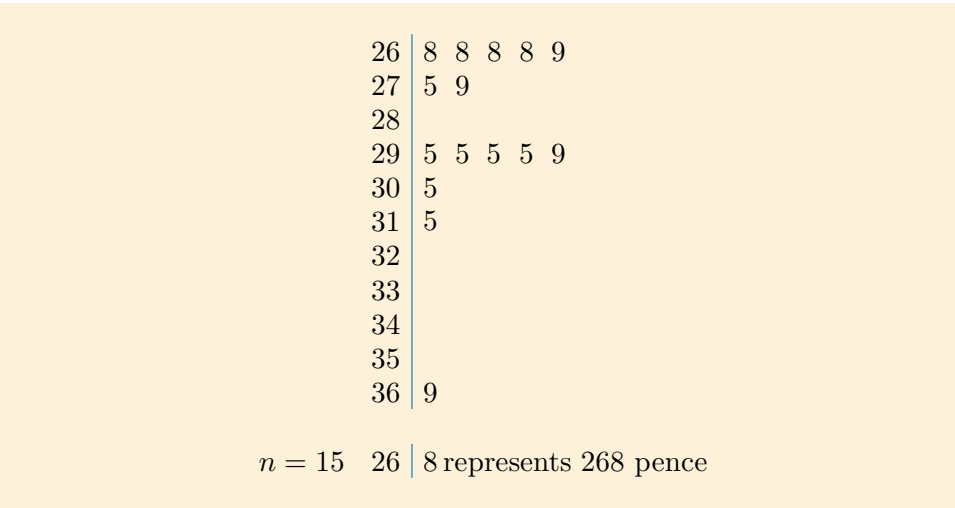 26 | 8 8 8 8 9
27 | 5 9
28 |
29 | 5 5 5 5 9
30 | 5
31 | 5
32 |
33 |
34 |
35 |
36 | 9
n = 15 26 | 8 represents 268 pence